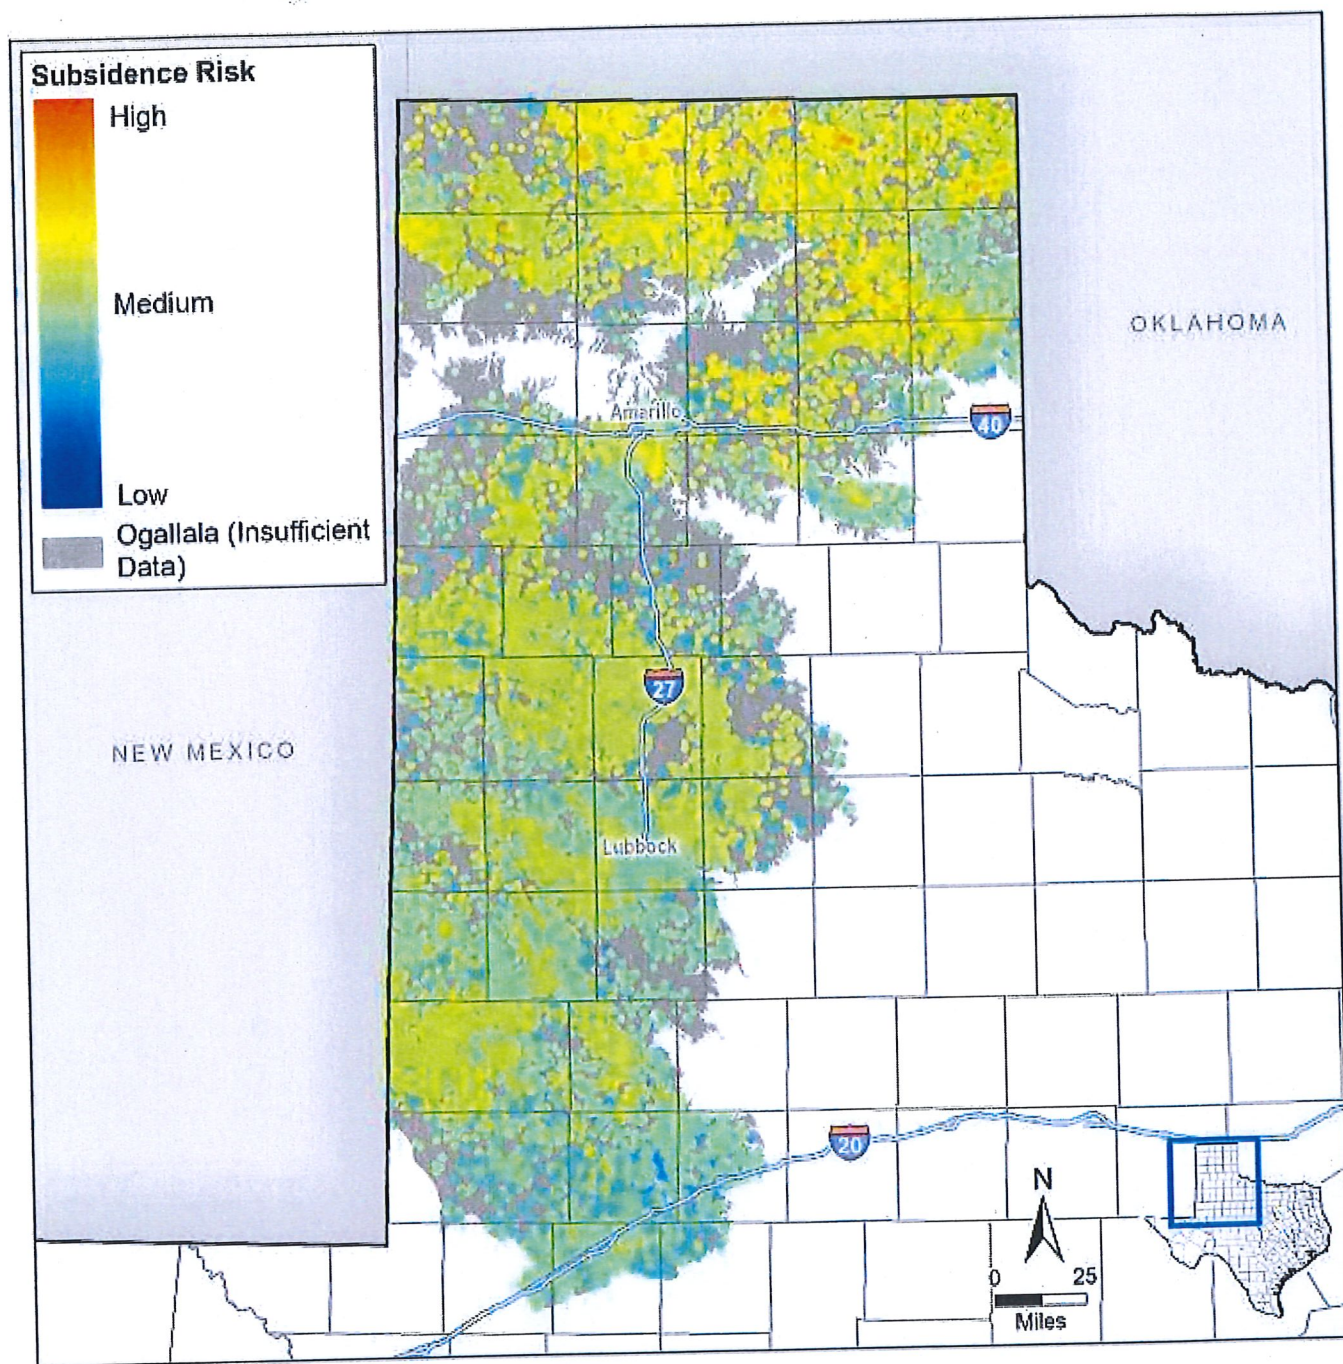 Subsidence Risk
High
Medium
Low
Ogallala (Insufficient
Data)
OKLAHOMA
Amarillo
40
NEW MEXICO
27
Lubbock
20
N
0 25
Miles